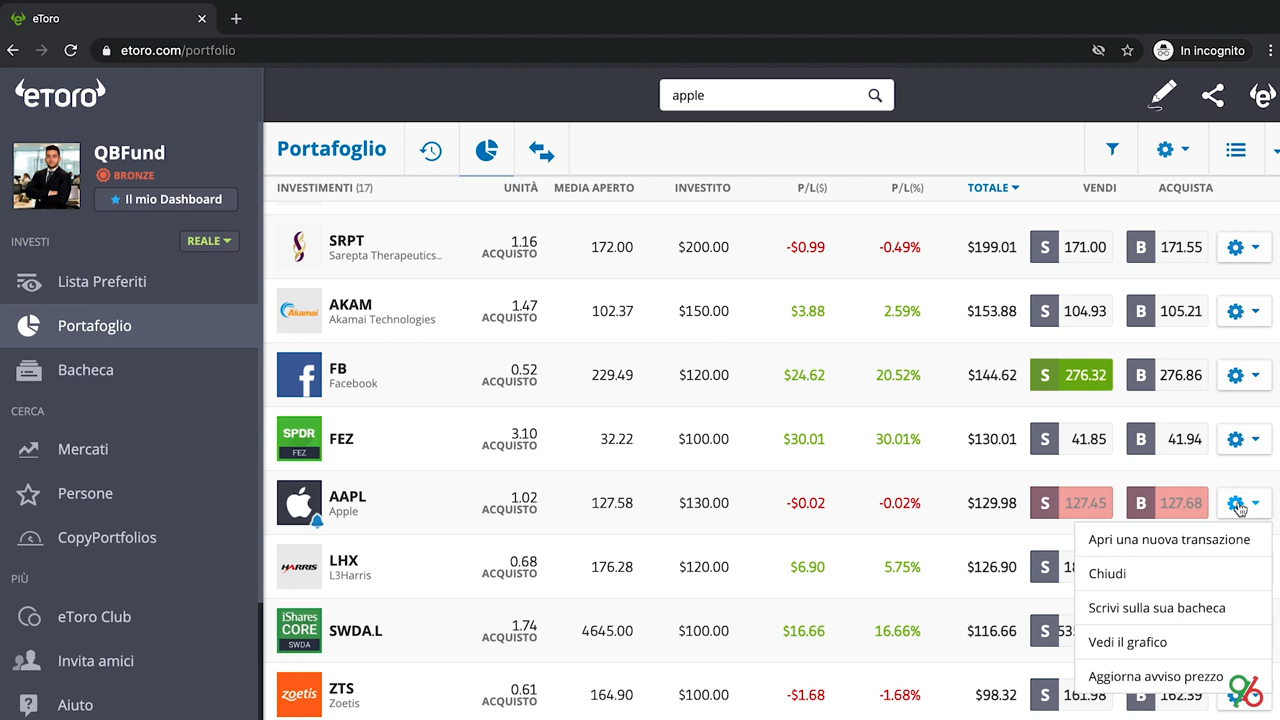 eToro
etoro.com/portfolio
In incognito
eToro
apple
QBFund
BRONZE
Il mio Dashboard
INVESTI
REALE
Lista Preferiti
Portafoglio
Bacheca
CERCA
Mercati
Persone
CopyPortfolios
PIÙ
eToro Club
Invita amici
Aiuto
Portafoglio
INVESTIMENTI (17) UNITÀ MEDIA APERTO INVESTITO P/L($) P/L(%) TOTALE VENDI ACQUISTA
SRPT 1.16 172.00 $200.00 -$0.99 -0.49% $199.01 S 171.00 B 171.55
Sarepta Therapeutics.. ACQUISTO
Akamai AKAM 1.47 102.37 $150.00 $3.88 2.59% $153.88 S 104.93 B 105.21
Akamai Technologies ACQUISTO
f FB 0.52 229.49 $120.00 $24.62 20.52% $144.62 S 276.32 B 276.86
Facebook ACQUISTO
SPDR FEZ FEZ 3.10 32.22 $100.00 $30.01 30.01% $130.01 S 41.85 B 41.94
ACQUISTO
AAPL 1.02 127.58 $130.00 -$0.02 -0.02% $129.98 S 127.45 B 127.68
Apple ACQUISTO
HARRIS LHX 0.68 176.28 $120.00 $6.90 5.75% $126.90 S
L3Harris ACQUISTO
iShares CORE SWDA SWDA.L 1.74 4645.00 $100.00 $16.66 16.66% $116.66 S
ACQUISTO
zoetis ZTS 0.61 164.90 $100.00 -$1.68 -1.68% $98.32 S 161.98 B 162.39
Zoetis ACQUISTO
Apri una nuova transazione
Chiudi
Scrivi sulla sua bacheca
Vedi il grafico
Aggiorna avviso prezzo